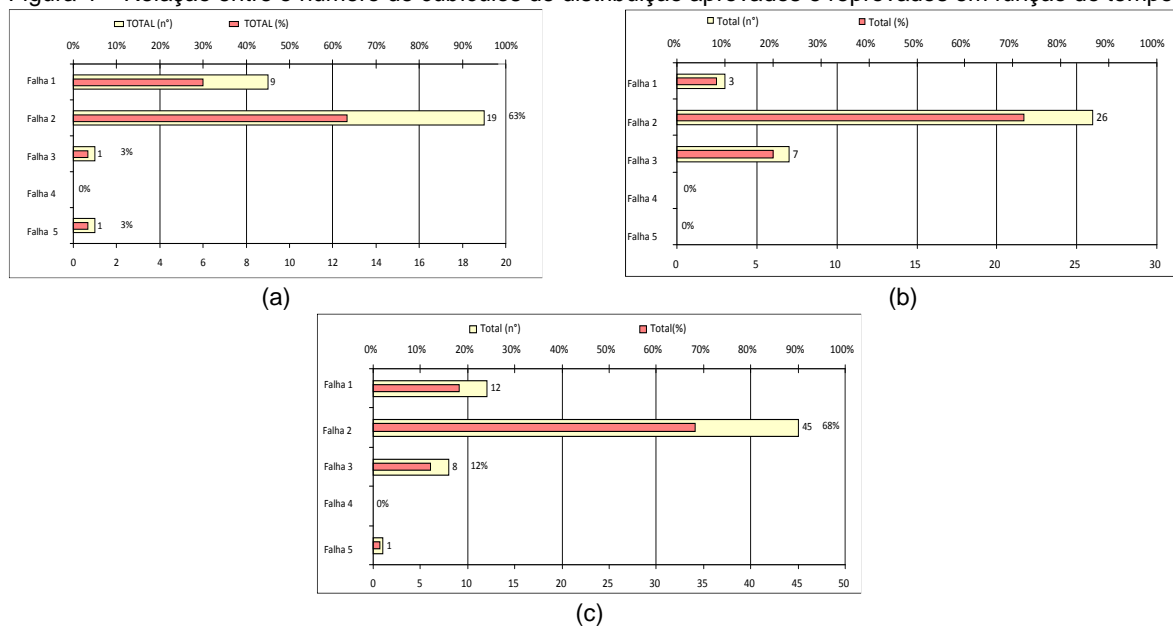 Relação entre o número de cubículos de distribuição aprovados e reprovados em função do tempo
TOTAL (n°) TOTAL (%)
0% 10% 20% 30% 40% 50% 60% 70% 80% 90% 100%
Falha 1 9
Falha 2 19 63%
Falha 3 1 3%
Falha 4 0%
Falha 5 1 3%
0 2 4 6 8 10 12 14 16 18 20
(a)
Total (n°) Total (%)
0% 10% 20% 30% 40% 50% 60% 70% 80% 90% 100%
Falha 1 3
Falha 2 26
Falha 3 7
Falha 4 0%
Falha 5 0%
0 5 10 15 20 25 30
(b)
Total (n°) Total(%)
0% 10% 20% 30% 40% 50% 60% 70% 80% 90% 100%
Falha 1 12
Falha 2 45 68%
Falha 3 8 12%
Falha 4 0%
Falha 5 1
0 5 10 15 20 25 30 35 40 45 50
(c)